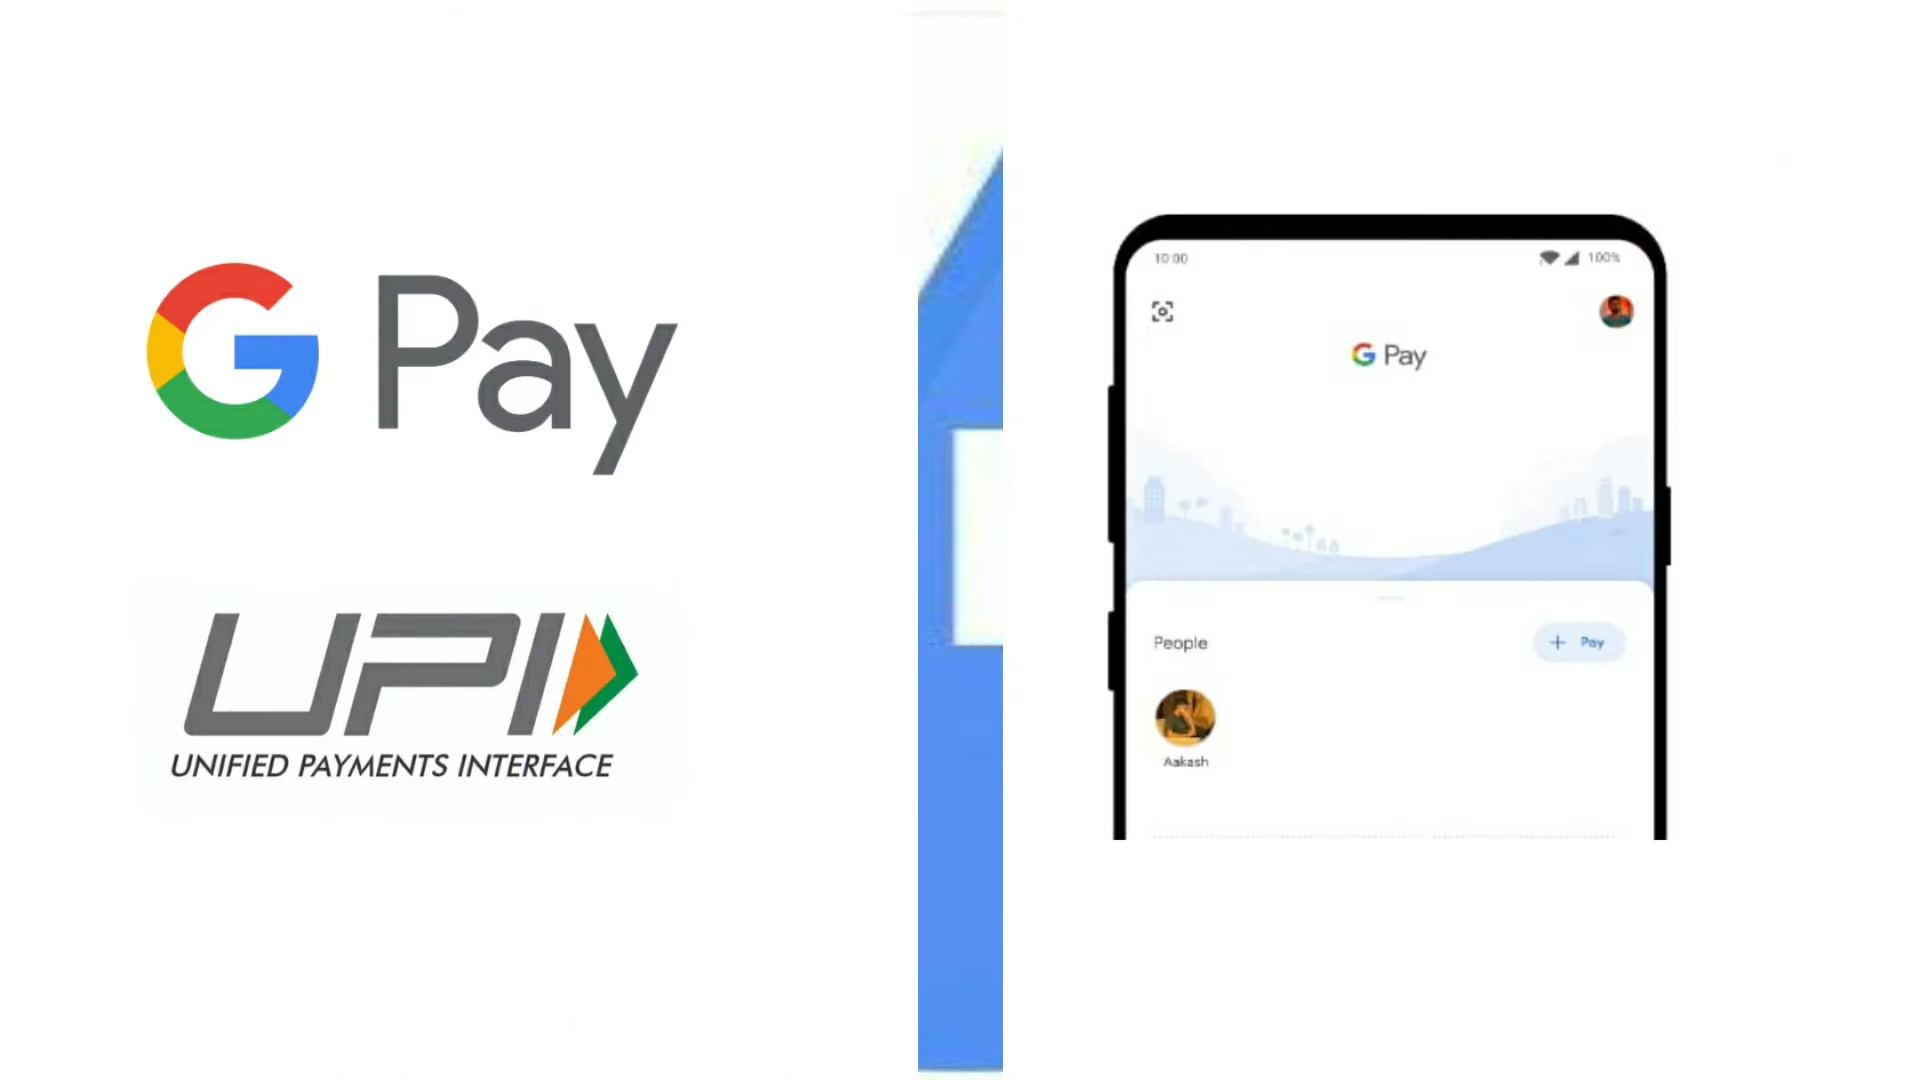 G Pay
UPI
UNIFIED PAYMENTS INTERFACE
10:00
100%
G Pay
People
+ Pay
Aakash